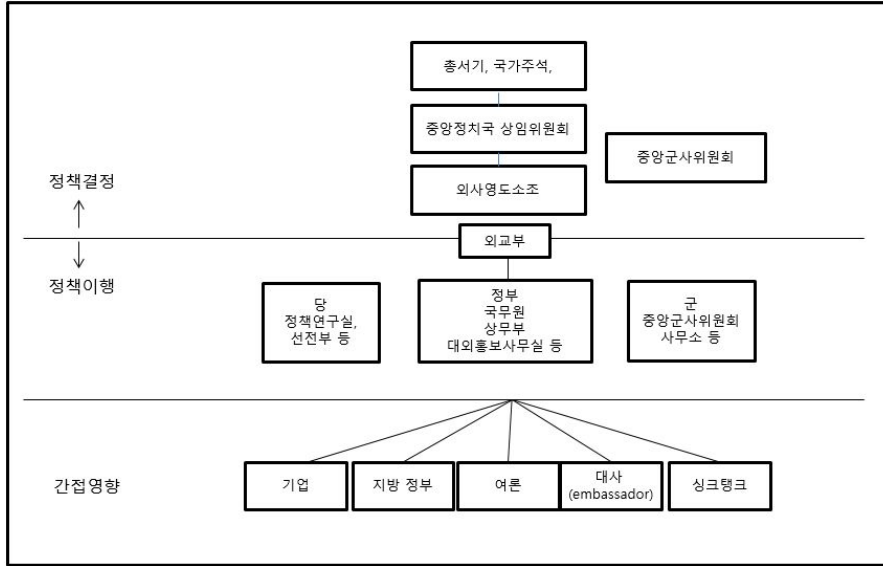 총서기, 국가주석,
중앙정치국 상임위원회
중앙군사위원회
외사영도소조
정책결정
외교부
정책이행
당
정책연구실,
선전부 등
정부
국무원
상무부
대외홍보사무실 등
군
중앙군사위원회
사무소 등
간접영향
기업
지방 정부
여론
대사
(embassador)
싱크탱크